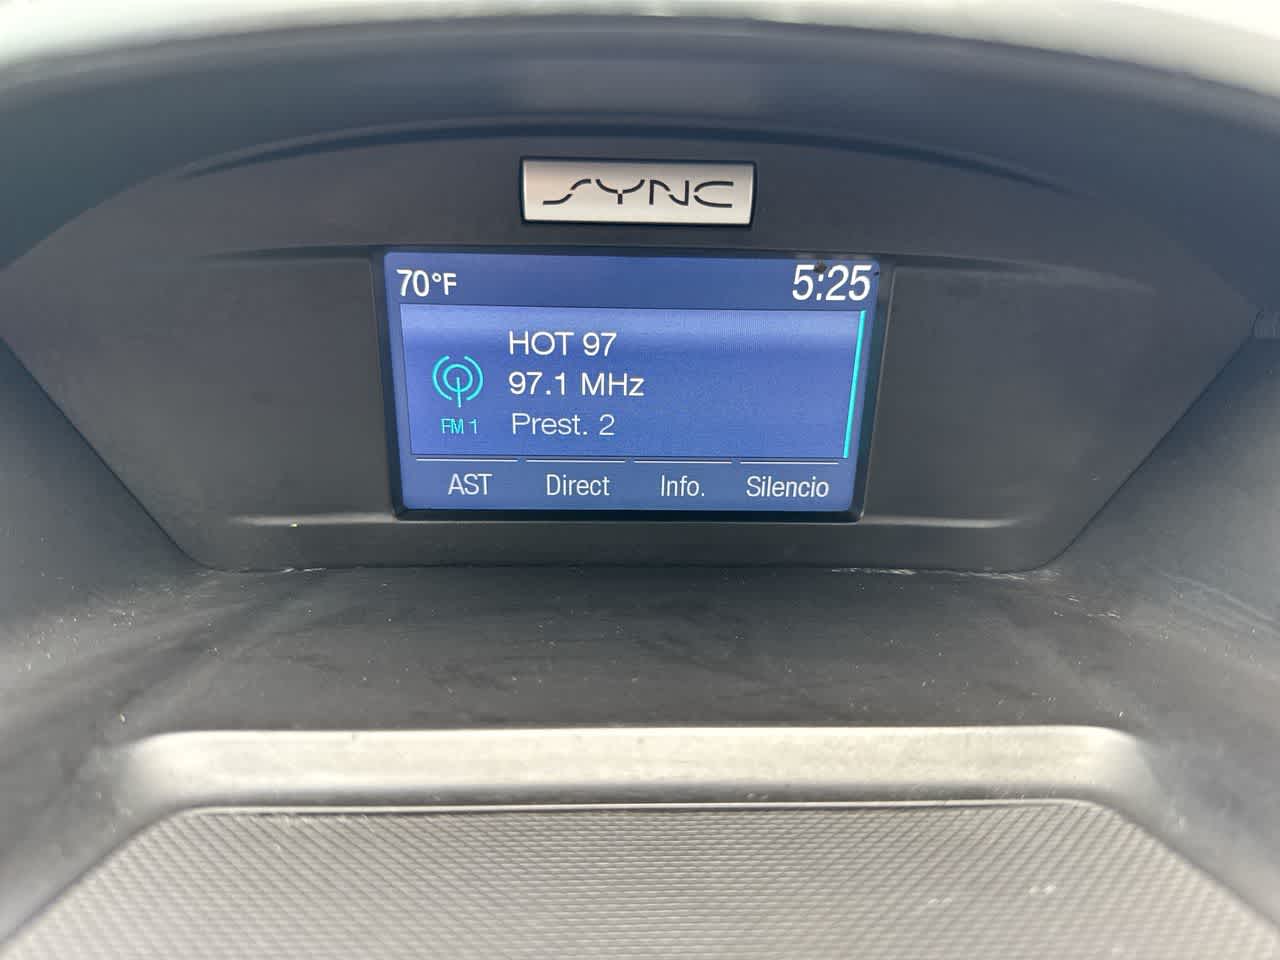 SYNC
70°F 5:25
HOT 97
97.1 MHz
FM 1 Prest. 2
AST Direct Info. Silencio